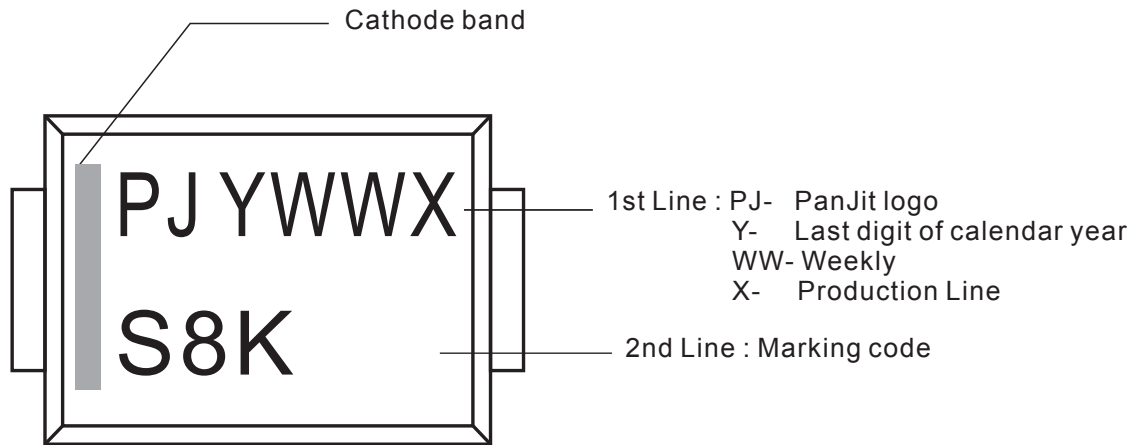 Cathode band
PJ YWWX
1st Line : PJ- PanJit logo
Y- Last digit of calendar year
WW- Weekly
X- Production Line
S8K
2nd Line : Marking code